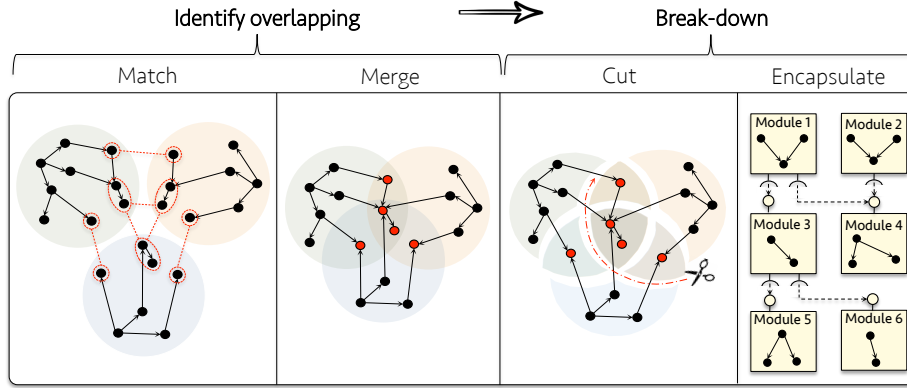 Identify overlapping
Break-down
Match
Merge
Cut
Encapsulate
Module 1
Module 2
Module 3
Module 4
Module 5
Module 6